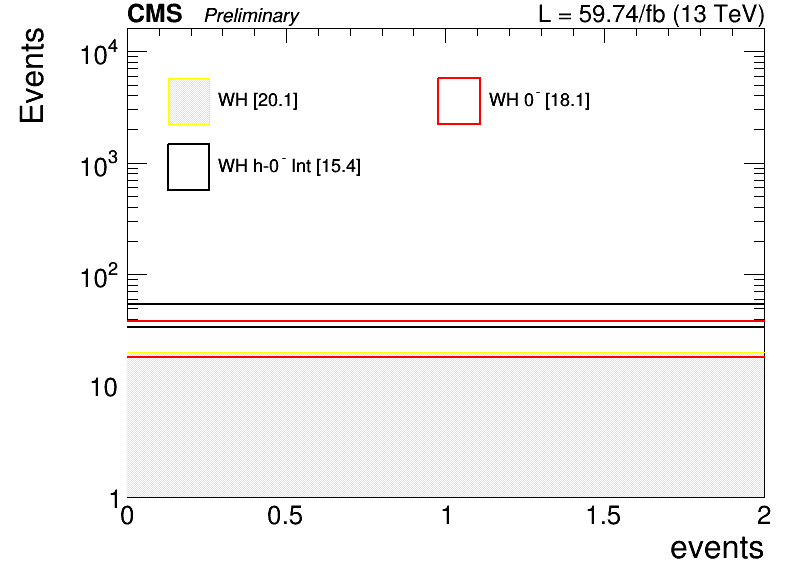 CMS Preliminary L = 59.74/fb (13 TeV)
Events
10⁴
WH [20.1] WH 0⁻ [18.1]
10³
WH h-0⁻ Int [15.4]
10²
10
1
0 0.5 1 1.5 2
events